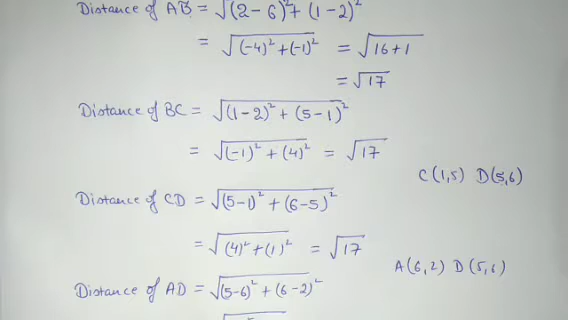 Distance of AB = √(2-6)² + (1-2)²
= √(-4)² + (-1)² = √16+1
= √17
Distance of BC = √(1-2)² + (5-1)²
= √(-1)² + (4)² = √17
C(1,5) D(5,6)
Distance of CD = √(5-1)² + (6-5)²
= √(4)² + (1)² = √17
A(6,2) D(5,6)
Distance of AD = √(5-6)² + (6-2)²